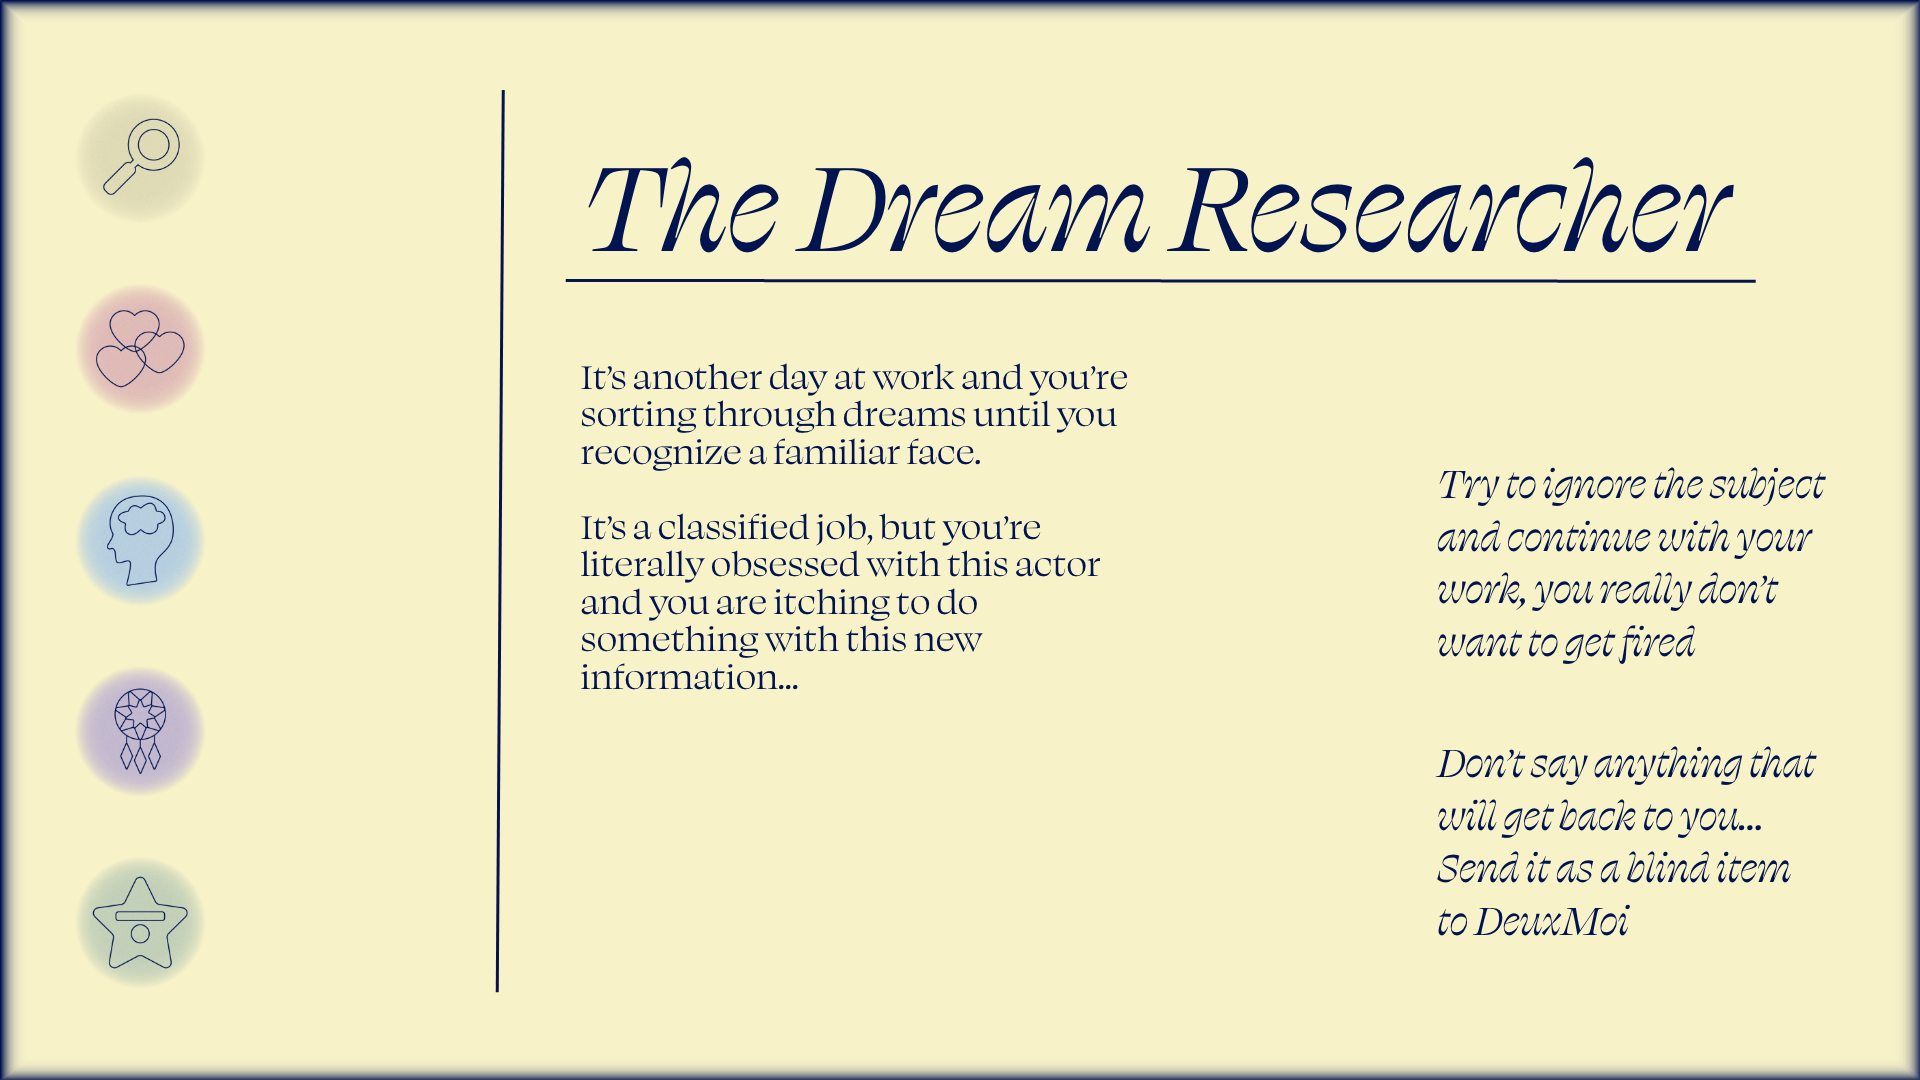 The Dream Researcher
It’s another day at work and you’re
sorting through dreams until you
recognize a familiar face.
It’s a classified job, but you’re
literally obsessed with this actor
and you are itching to do
something with this new
information...
Try to ignore the subject
and continue with your
work, you really don’t
want to get fired
Don’t say anything that
will get back to you...
Send it as a blind item
to DeuxMoi